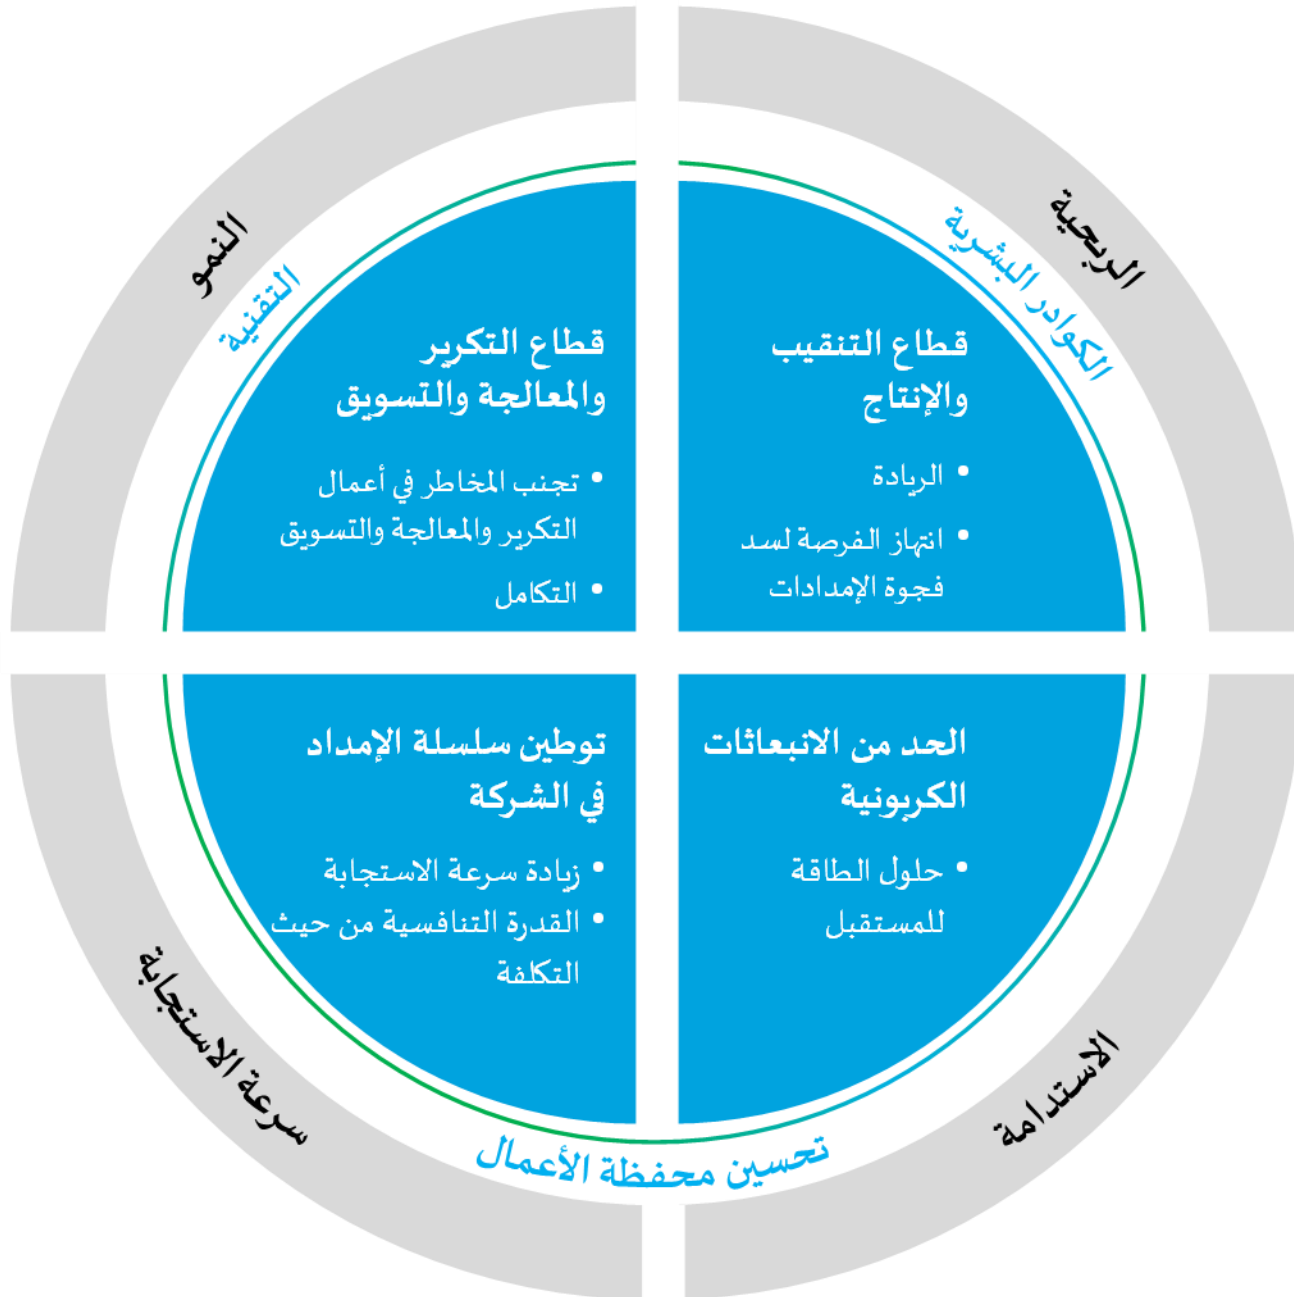 الربحية
الكوادر البشرية
قطاع التنقيب
والإنتاج
• الريادة
• انتهاز الفرصة لسد
فجوة الإمدادات
النمو
التقنية
قطاع التكرير
والمعالجة والتسويق
• تجنب المخاطر في أعمال
التكرير والمعالجة والتسويق
• التكامل
الحد من الانبعاثات
الكربونية
• حلول الطاقة
للمستقبل
الاستدامة
توطين سلسلة الإمداد
في الشركة
• زيادة سرعة الاستجابة
• القدرة التنافسية من حيث
التكلفة
سرعة الاستجابة
تحسين محفظة الأعمال